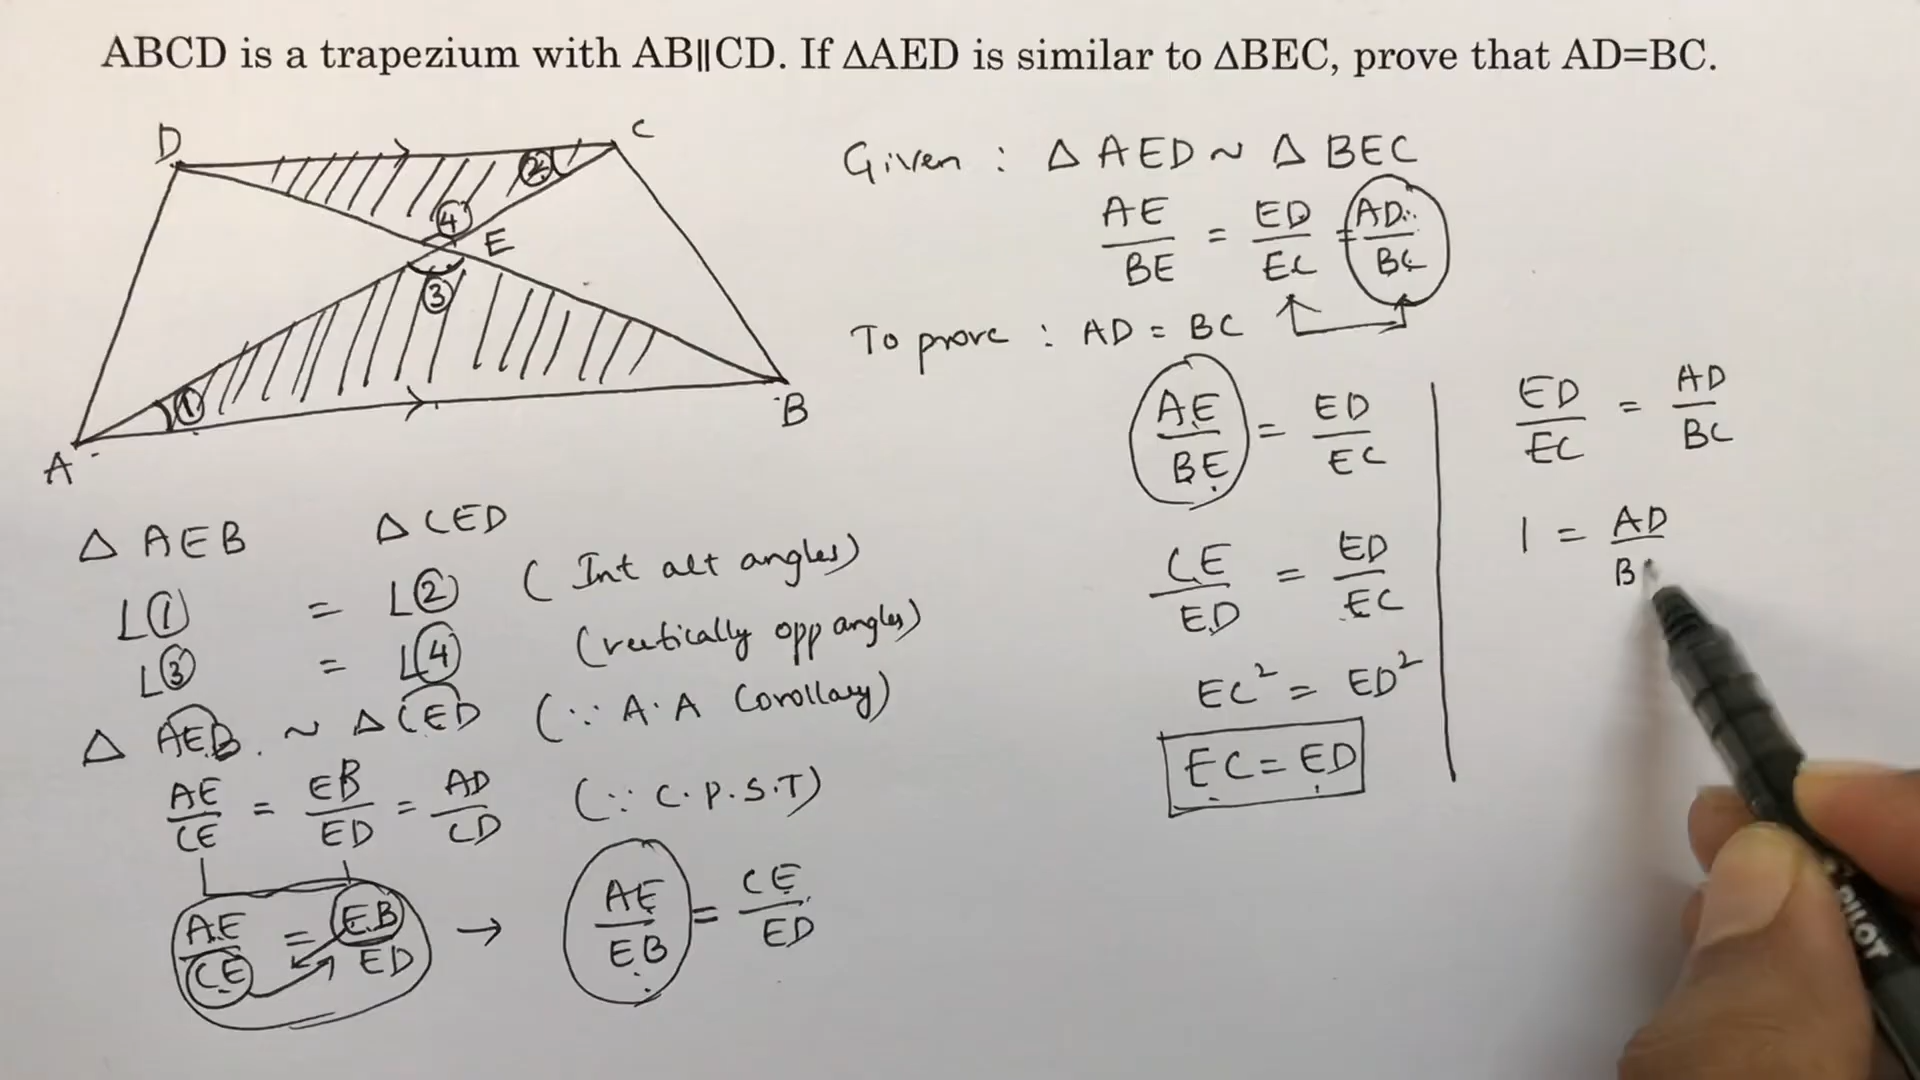 ABCD is a trapezium with AB∥CD. If ΔAED is similar to ΔBEC, prove that AD=BC.
D
C
②
④
E
③
①
B
A
Given : Δ AED ~ Δ BEC
AE/BE = ED/EC = AD/BC
To prove : AD = BC
Δ AEB Δ CED
∟① = ∟② (Int alt angles)
∟③ = ∟④ (vertically opp angles)
Δ AEB ~ Δ CED (∵ A.A Corollary)
AE/CE = EB/ED = AD/CD (∵ C.P.S.T)
AE/CE = EB/ED → AE/EB = CE/ED
AE/BE = ED/EC
CE/ED = ED/EC
EC² = ED²
EC = ED
ED/EC = AD/BC
1 = AD/B
PILOT